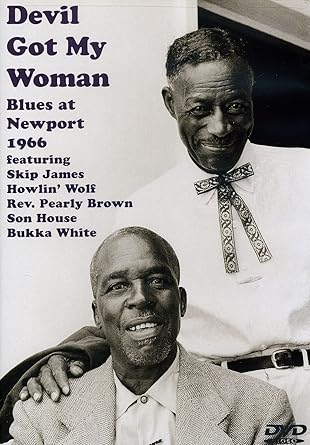 Devil
Got My
Woman
Blues at
Newport
1966
featuring
Skip James
Howlin' Wolf
Rev. Pearly Brown
Son House
Bukka White
DVD
VIDEO